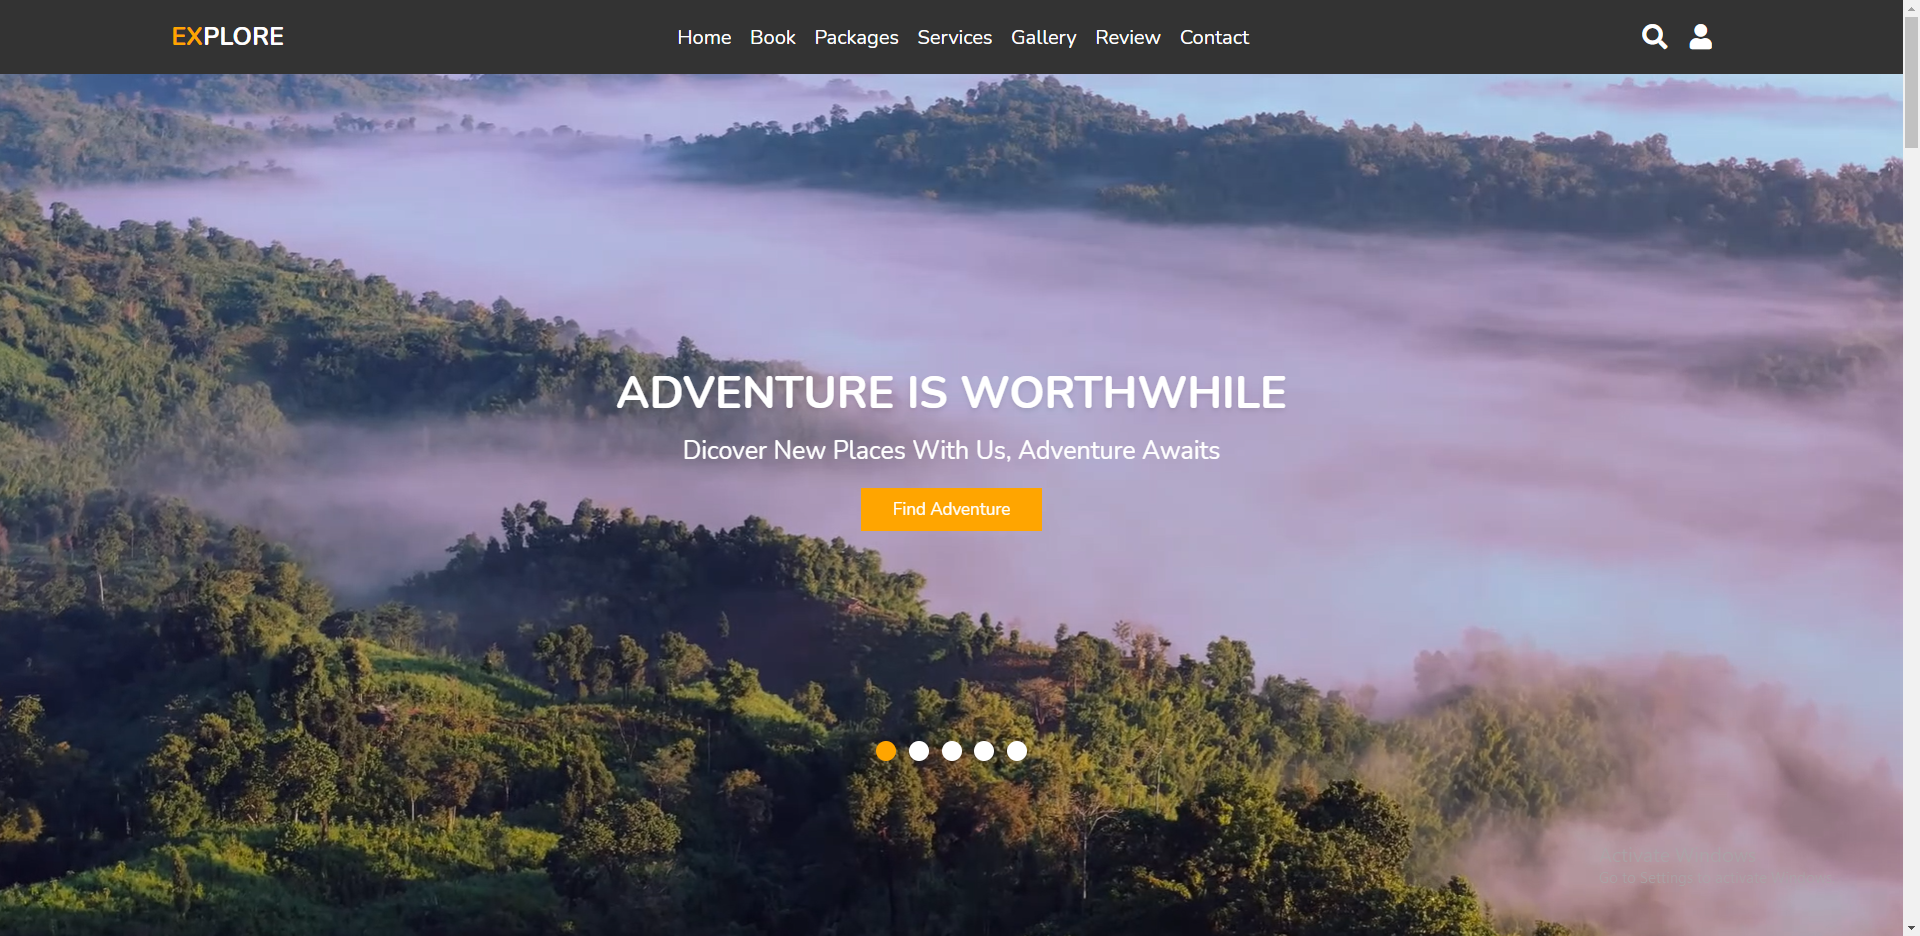 EXPLORE
Home Book Packages Services Gallery Review Contact
ADVENTURE IS WORTHWHILE
Dicover New Places With Us, Adventure Awaits
Find Adventure
Activate Windows
Go to Settings to activate Windows.